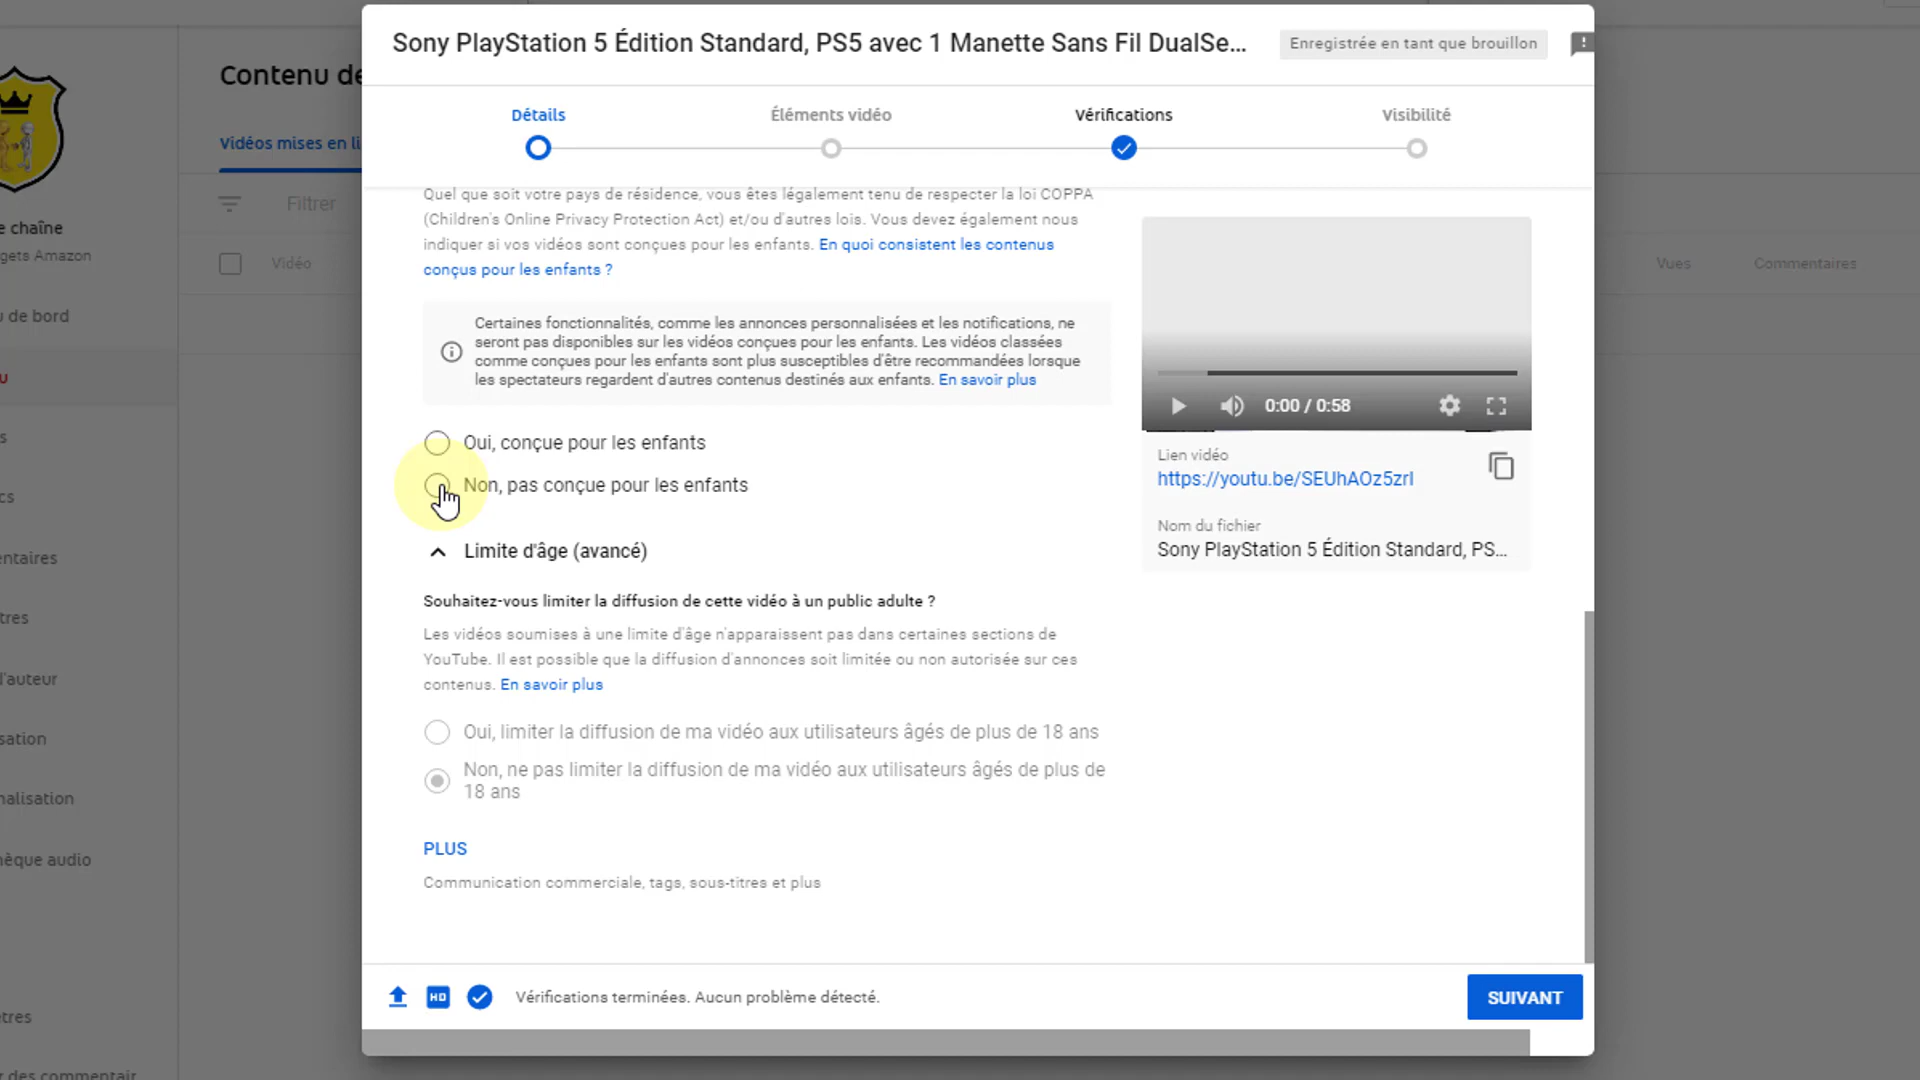 Sony PlayStation 5 Édition Standard, PS5 avec 1 Manette Sans Fil DualSe...
Enregistrée en tant que brouillon
Contenu de
Détails
Éléments vidéo
Vérifications
Visibilité
Vidéos mises en li
Filtrer
Vidéo
Vues
Commentaires
e chaîne
gets Amazon
u de bord
u
s
cs
entaires
tres
d'auteur
sation
nalisation
hèque audio
etres
r des commentair
Quel que soit votre pays de résidence, vous êtes légalement tenu de respecter la loi COPPA
(Children's Online Privacy Protection Act) et/ou d'autres lois. Vous devez également nous
indiquer si vos vidéos sont conçues pour les enfants. En quoi consistent les contenus
conçus pour les enfants ?
Certaines fonctionnalités, comme les annonces personnalisées et les notifications, ne
seront pas disponibles sur les vidéos conçues pour les enfants. Les vidéos classées
comme conçues pour les enfants sont plus susceptibles d'être recommandées lorsque
les spectateurs regardent d'autres contenus destinés aux enfants. En savoir plus
Oui, conçue pour les enfants
Non, pas conçue pour les enfants
Limite d'âge (avancé)
Souhaitez-vous limiter la diffusion de cette vidéo à un public adulte ?
Les vidéos soumises à une limite d'âge n'apparaissent pas dans certaines sections de
YouTube. Il est possible que la diffusion d'annonces soit limitée ou non autorisée sur ces
contenus. En savoir plus
Oui, limiter la diffusion de ma vidéo aux utilisateurs âgés de plus de 18 ans
Non, ne pas limiter la diffusion de ma vidéo aux utilisateurs âgés de plus de
18 ans
PLUS
Communication commerciale, tags, sous-titres et plus
0:00 / 0:58
Lien vidéo
https://youtu.be/SEUhAOz5zrI
Nom du fichier
Sony PlayStation 5 Édition Standard, PS...
HD
Vérifications terminées. Aucun problème détecté.
SUIVANT